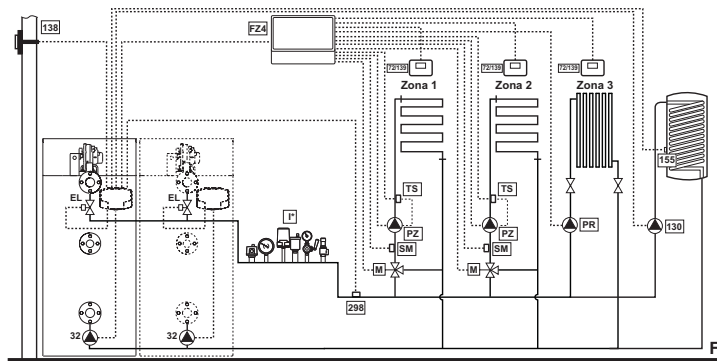 138
FZ4
72/139
72/139
72/139
Zona 1
Zona 2
Zona 3
155
EL
EL
TS
TS
I*
PZ
PZ
PR
130
SM
SM
M
M
298
32
32
F